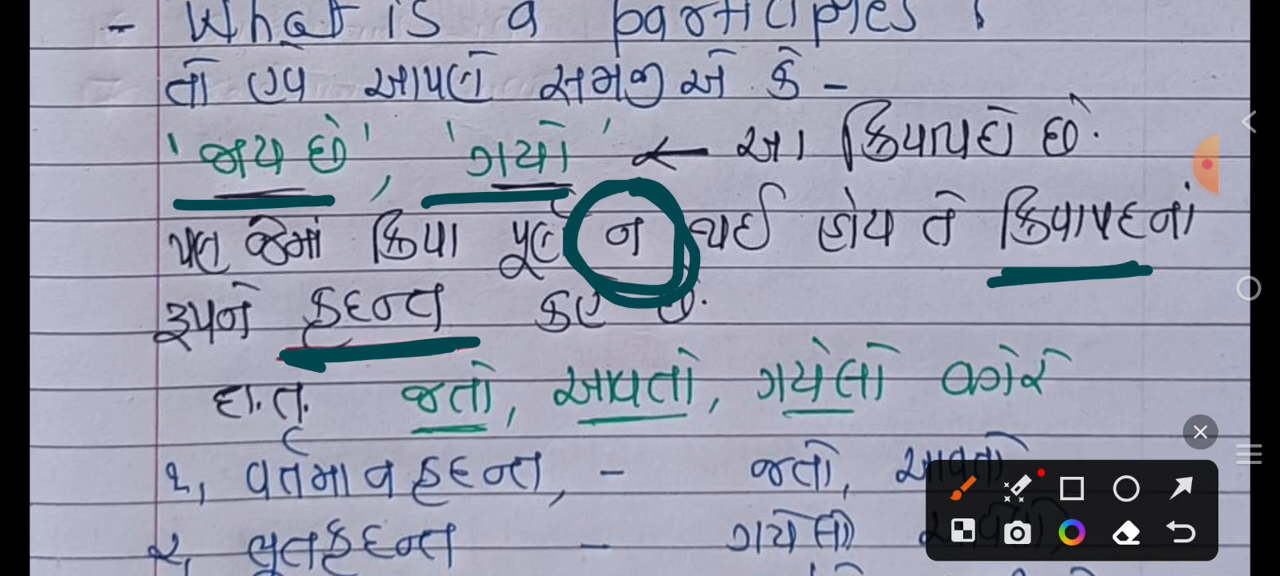 - What is a participles ?
તો હવે આપણે સમજીએ કે -
'જાય છે', 'ગયો' ← આ ક્રિયાપદો છે.
પણ જેમાં ક્રિયા પૂર્ણ ન થઈ હોય તે ક્રિયાપદનાં
રૂપને કૃદન્ત કહે છે.
દા.ત. જતો, આવતો, ગયેલો વગેરે
૧, વર્તમાન કૃદન્ત, - જતો, આવતો
૨, ભૂતકૃદન્ત - ગયેલો